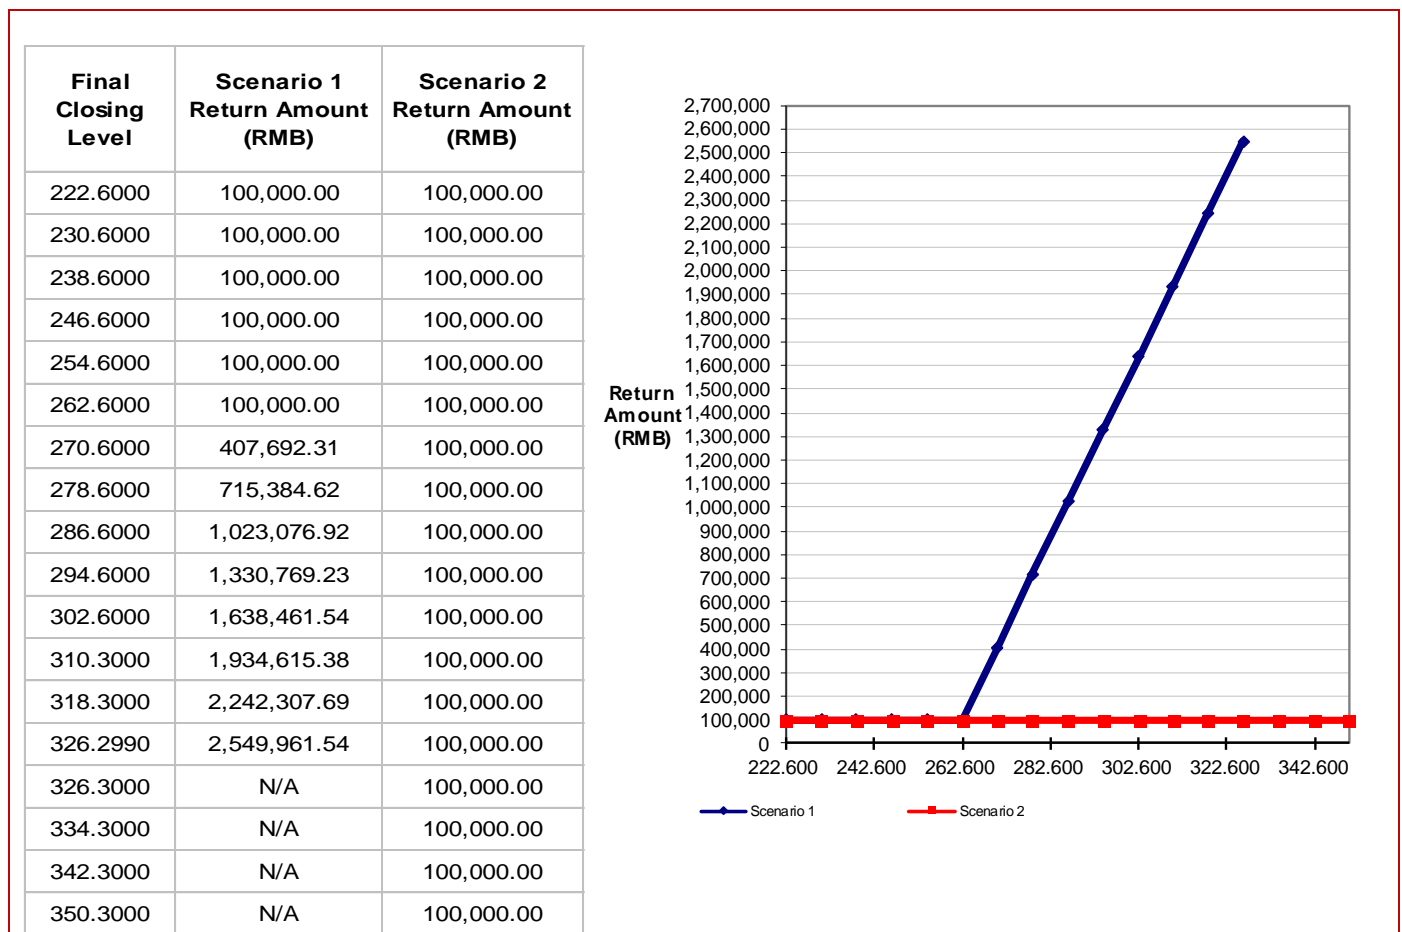 Final Closing Level	Scenario 1 Return Amount (RMB)	Scenario 2 Return Amount (RMB)
222.6000	100,000.00	100,000.00
230.6000	100,000.00	100,000.00
238.6000	100,000.00	100,000.00
246.6000	100,000.00	100,000.00
254.6000	100,000.00	100,000.00
262.6000	100,000.00	100,000.00
270.6000	407,692.31	100,000.00
278.6000	715,384.62	100,000.00
286.6000	1,023,076.92	100,000.00
294.6000	1,330,769.23	100,000.00
302.6000	1,638,461.54	100,000.00
310.3000	1,934,615.38	100,000.00
318.3000	2,242,307.69	100,000.00
326.2990	2,549,961.54	100,000.00
326.3000	N/A	100,000.00
334.3000	N/A	100,000.00
342.3000	N/A	100,000.00
350.3000	N/A	100,000.00
Return
Amount
(RMB)
2,700,000
2,600,000
2,500,000
2,400,000
2,300,000
2,200,000
2,100,000
2,000,000
1,900,000
1,800,000
1,700,000
1,600,000
1,500,000
1,400,000
1,300,000
1,200,000
1,100,000
1,000,000
900,000
800,000
700,000
600,000
500,000
400,000
300,000
200,000
100,000
0
222.600 242.600 262.600 282.600 302.600 322.600 342.600
Scenario 1 Scenario 2